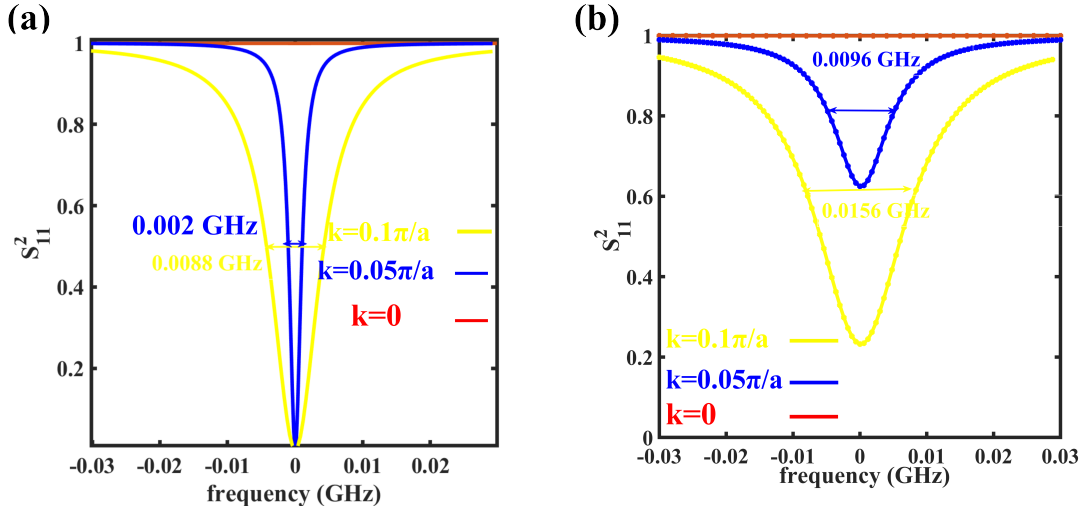 (a)
1
0.8
0.6
0.4
0.2
S²₁₁
0.002 GHz
0.0088 GHz
k=0.1π/a
k=0.05π/a
k=0
-0.03 -0.02 -0.01 0 0.01 0.02
frequency (GHz)
(b)
1
0.8
0.6
0.4
0.2
0
S²₁₁
0.0096 GHz
0.0156 GHz
k=0.1π/a
k=0.05π/a
k=0
-0.03 -0.02 -0.01 0 0.01 0.02 0.03
frequency (GHz)